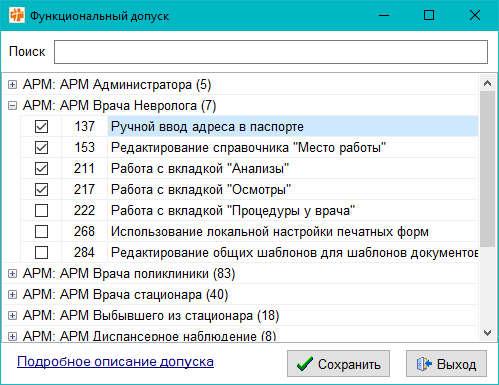 Функциональный допуск
Поиск
АРМ: АРМ Администратора (5)
АРМ: АРМ Врача Невролога (7)
137 Ручной ввод адреса в паспорте
153 Редактирование справочника "Место работы"
211 Работа с вкладкой "Анализы"
217 Работа с вкладкой "Осмотры"
222 Работа с вкладкой "Процедуры у врача"
268 Использование локальной настройки печатных форм
284 Редактирование общих шаблонов для шаблонов документов
АРМ: АРМ Врача поликлиники (83)
АРМ: АРМ Врача стационара (40)
АРМ: АРМ Выбывшего из стационара (18)
АРМ: АРМ Диспансерное наблюдение (8)
Подробное описание допуска Сохранить Выход